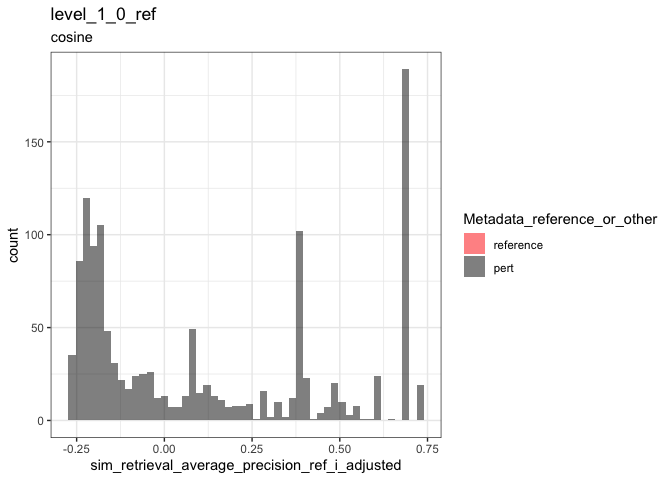 level_1_0_ref
cosine
150
100
50
0
count
-0.25
0.00
0.25
0.50
0.75
sim_retrieval_average_precision_ref_i_adjusted
Metadata_reference_or_other
reference
pert